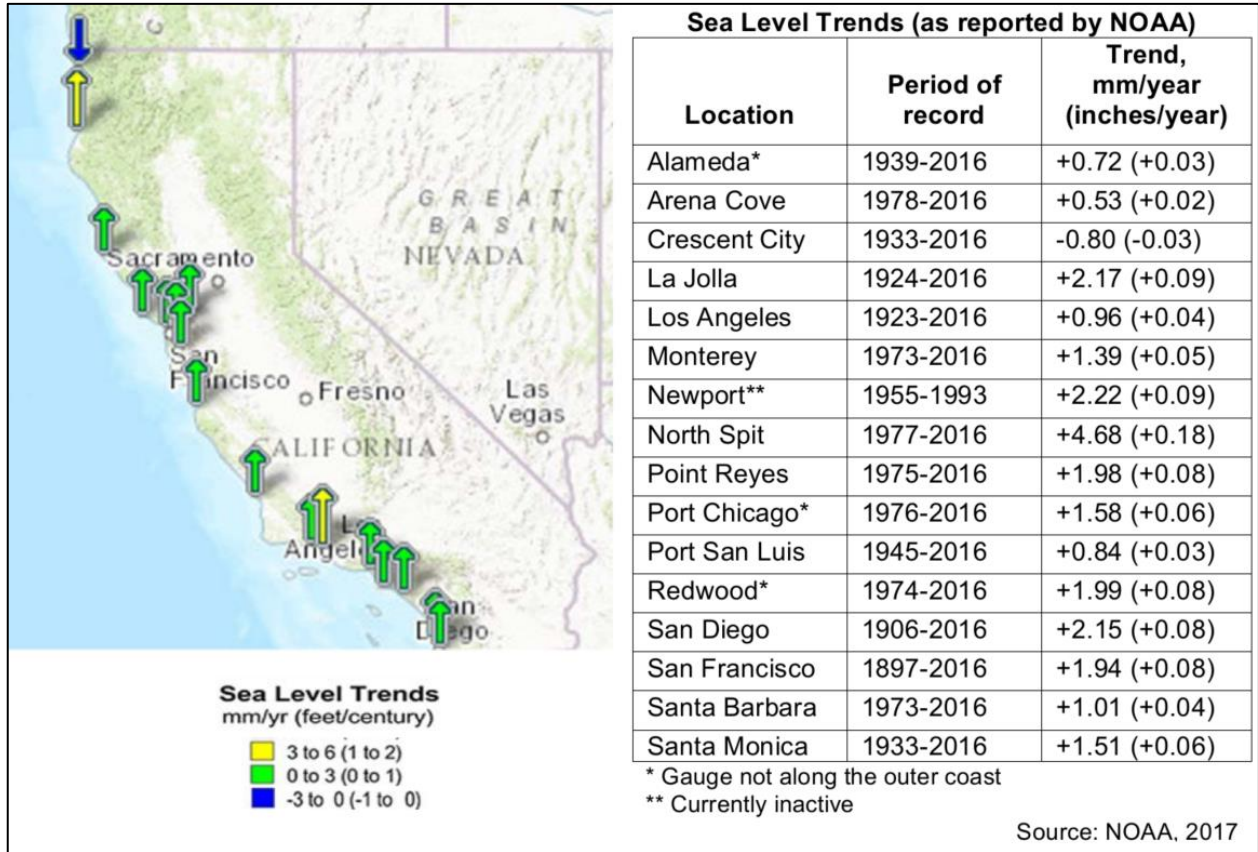 GREAT
BASIN
NEVADA
Sacramento
San
Francisco
Fresno
Las
Vegas
CALIFORNIA
Angel
San
Diego
Sea Level Trends
mm/yr (feet/century)
3 to 6 (1 to 2)
0 to 3 (0 to 1)
-3 to 0 (-1 to 0)
Sea Level Trends (as reported by NOAA)
Location Period of record Trend, mm/year (inches/year)
Alameda* 1939-2016 +0.72 (+0.03)
Arena Cove 1978-2016 +0.53 (+0.02)
Crescent City 1933-2016 -0.80 (-0.03)
La Jolla 1924-2016 +2.17 (+0.09)
Los Angeles 1923-2016 +0.96 (+0.04)
Monterey 1973-2016 +1.39 (+0.05)
Newport** 1955-1993 +2.22 (+0.09)
North Spit 1977-2016 +4.68 (+0.18)
Point Reyes 1975-2016 +1.98 (+0.08)
Port Chicago* 1976-2016 +1.58 (+0.06)
Port San Luis 1945-2016 +0.84 (+0.03)
Redwood* 1974-2016 +1.99 (+0.08)
San Diego 1906-2016 +2.15 (+0.08)
San Francisco 1897-2016 +1.94 (+0.08)
Santa Barbara 1973-2016 +1.01 (+0.04)
Santa Monica 1933-2016 +1.51 (+0.06)
* Gauge not along the outer coast
** Currently inactive
Source: NOAA, 2017